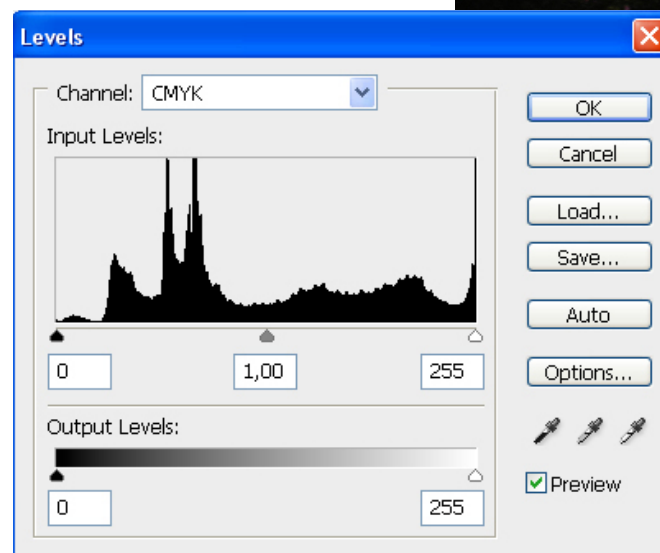 Levels
Channel: CMYK
OK
Input Levels:
Cancel
Load...
Save...
Auto
0 1,00 255
Options...
Output Levels:
Preview
0 255